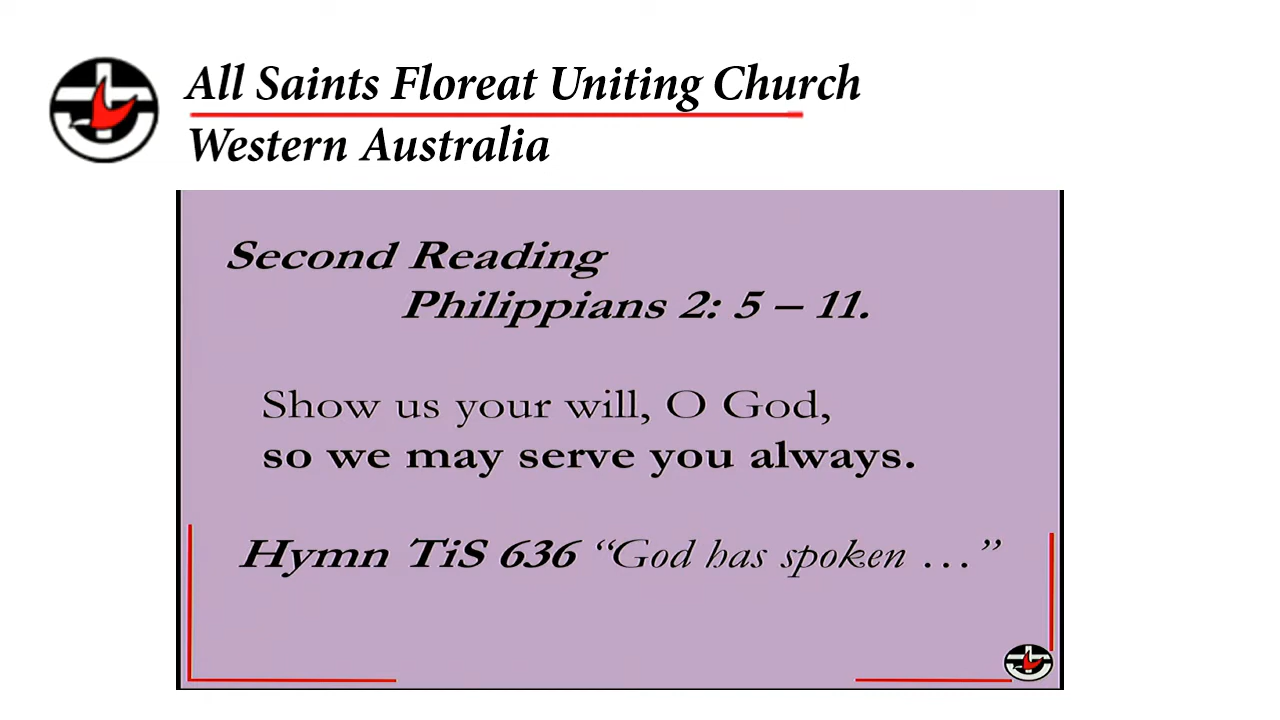 All Saints Floreat Uniting Church
Western Australia
Second Reading
Philippians 2: 5 – 11.
Show us your will, O God,
so we may serve you always.
Hymn TiS 636 “God has spoken …”